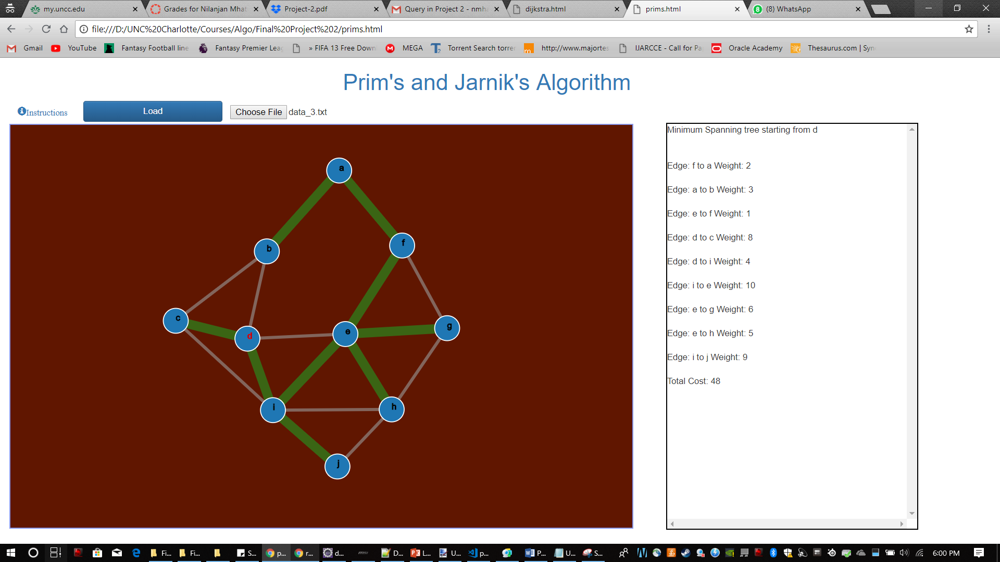 my.uncc.edu
Grades for Nilanjan Mhat
Project-2.pdf
Query in Project 2 - nmh
dijkstra.html
prims.html
(8) WhatsApp
file:///D:/UNC%20Charlotte/Courses/Algo/Final%20Project%202/prims.html
Gmail
YouTube
Fantasy Football line
Fantasy Premier Lea
» FIFA 13 Free Down
MEGA
Torrent Search torre
http://www.majortes
IJARCCE - Call for Pa
Oracle Academy
Thesaurus.com | Syn
Prim's and Jarnik's Algorithm
Instructions
Load
Choose File data_3.txt
a
b
f
c
d
e
g
i
h
j
Minimum Spanning tree starting from d
Edge: f to a Weight: 2
Edge: a to b Weight: 3
Edge: e to f Weight: 1
Edge: d to c Weight: 8
Edge: d to i Weight: 4
Edge: i to e Weight: 10
Edge: e to g Weight: 6
Edge: e to h Weight: 5
Edge: i to j Weight: 9
Total Cost: 48
Fi...
Fi...
S...
p...
r...
d...
D...
L...
U...
p...
P...
U...
S...
6:00 PM